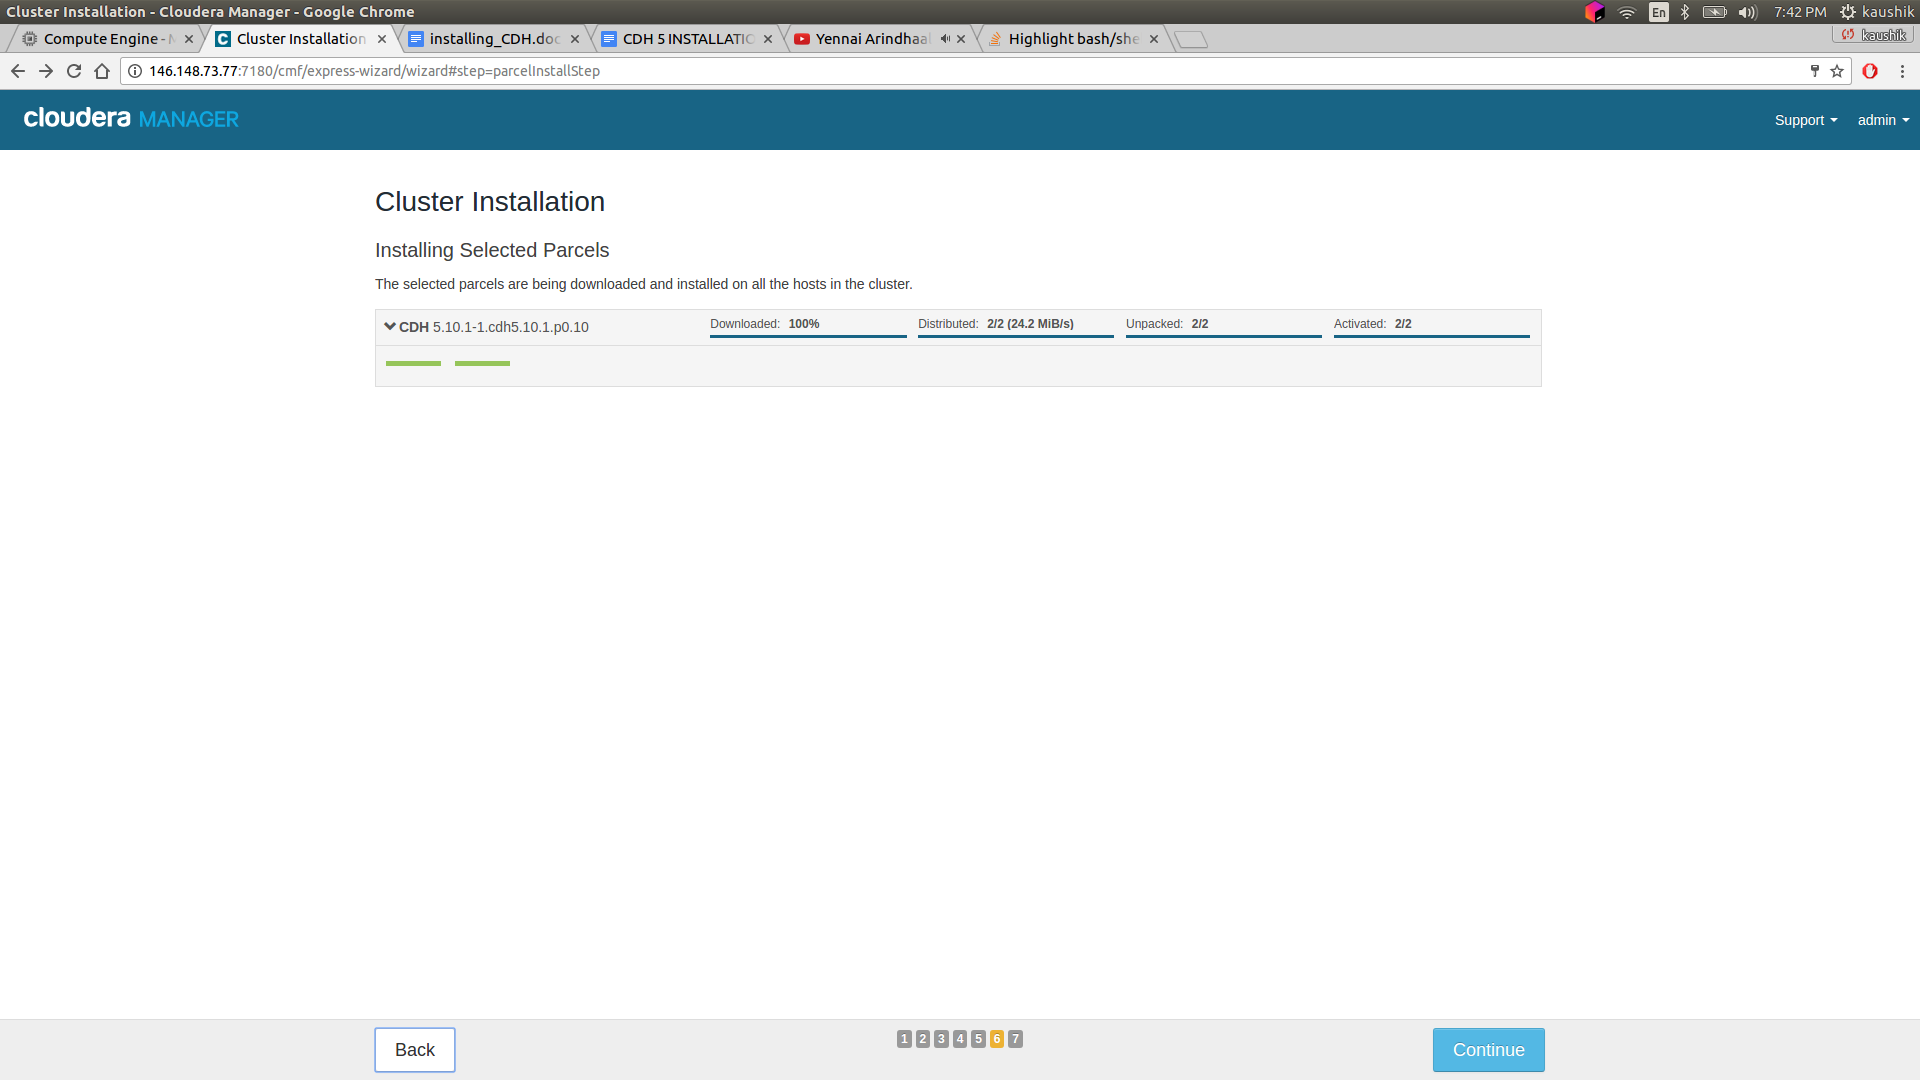 Cluster Installation - Cloudera Manager - Google Chrome
En
7:42 PM
kaushik
Compute Engine - M
Cluster Installation
installing_CDH.doc
CDH 5 INSTALLATIO
Yennai Arindhaal
Highlight bash/she
kaushik
146.148.73.77:7180/cmf/express-wizard/wizard#step=parcelInstallStep
cloudera MANAGER
Support
admin
Cluster Installation
Installing Selected Parcels
The selected parcels are being downloaded and installed on all the hosts in the cluster.
CDH 5.10.1-1.cdh5.10.1.p0.10
Downloaded: 100%
Distributed: 2/2 (24.2 MiB/s)
Unpacked: 2/2
Activated: 2/2
Back
1 2 3 4 5 6 7
Continue